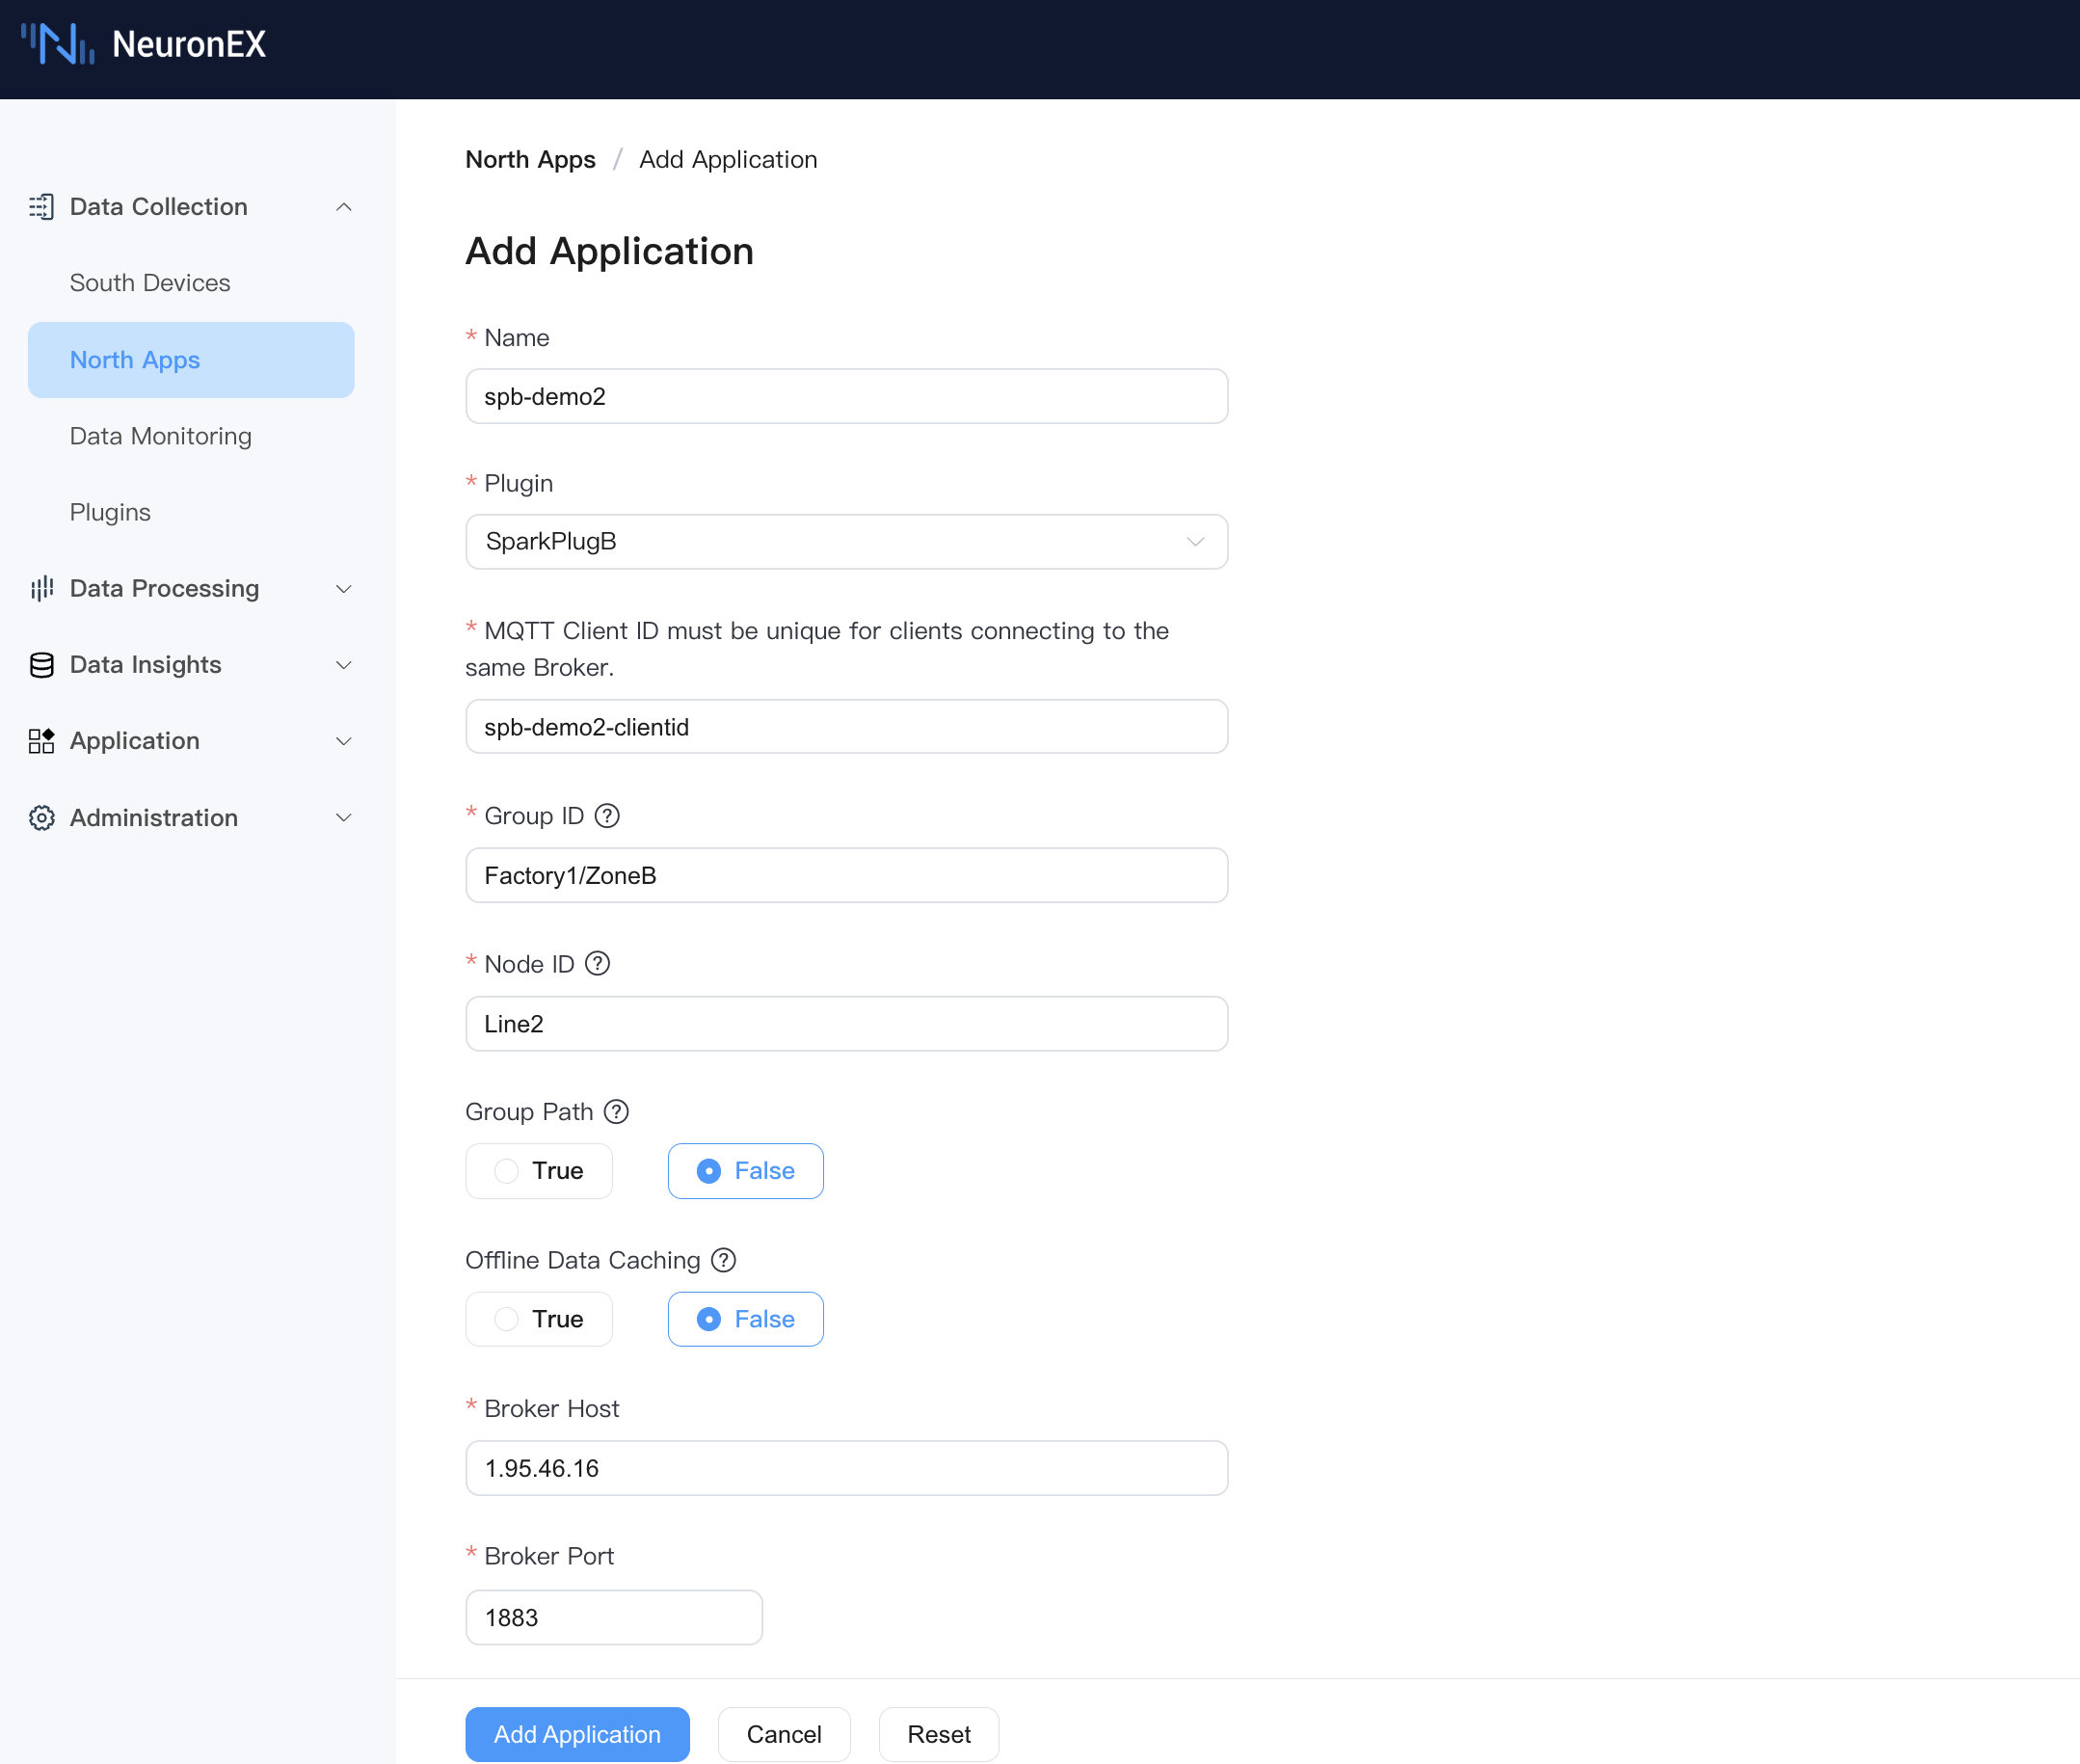 NeuronEX
North Apps / Add Application
Data Collection
South Devices
North Apps
Data Monitoring
Plugins
Data Processing
Data Insights
Application
Administration
Add Application
* Name
spb-demo2
* Plugin
SparkPlugB
* MQTT Client ID must be unique for clients connecting to the
same Broker.
spb-demo2-clientid
* Group ID ?
Factory1/ZoneB
* Node ID ?
Line2
Group Path ?
True False
Offline Data Caching ?
True False
* Broker Host
1.95.46.16
* Broker Port
1883
Add Application Cancel Reset